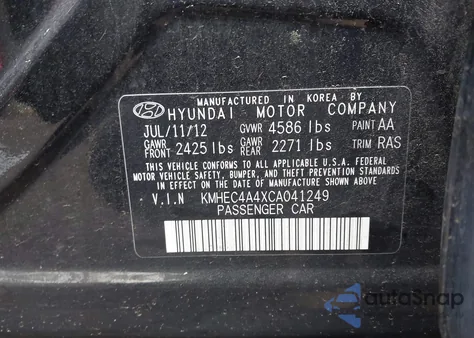 MANUFACTURED IN KOREA BY
HYUNDAI MOTOR COMPANY
JUL/11/12 GVWR 4586 lbs PAINT AA
GAWR FRONT 2425 lbs GAWR REAR 2271 lbs TRIM RAS
THIS VEHICLE CONFORMS TO ALL APPLICABLE U.S.A. FEDERAL
MOTOR VEHICLE SAFETY, BUMPER, AND THEFT PREVENTION
STANDARDS IN EFFECT ON THE DATE OF MANUFACTURE SHOWN ABOVE.
V.I.N KMHEC4A4XCA041249
PASSENGER CAR
autoSnap